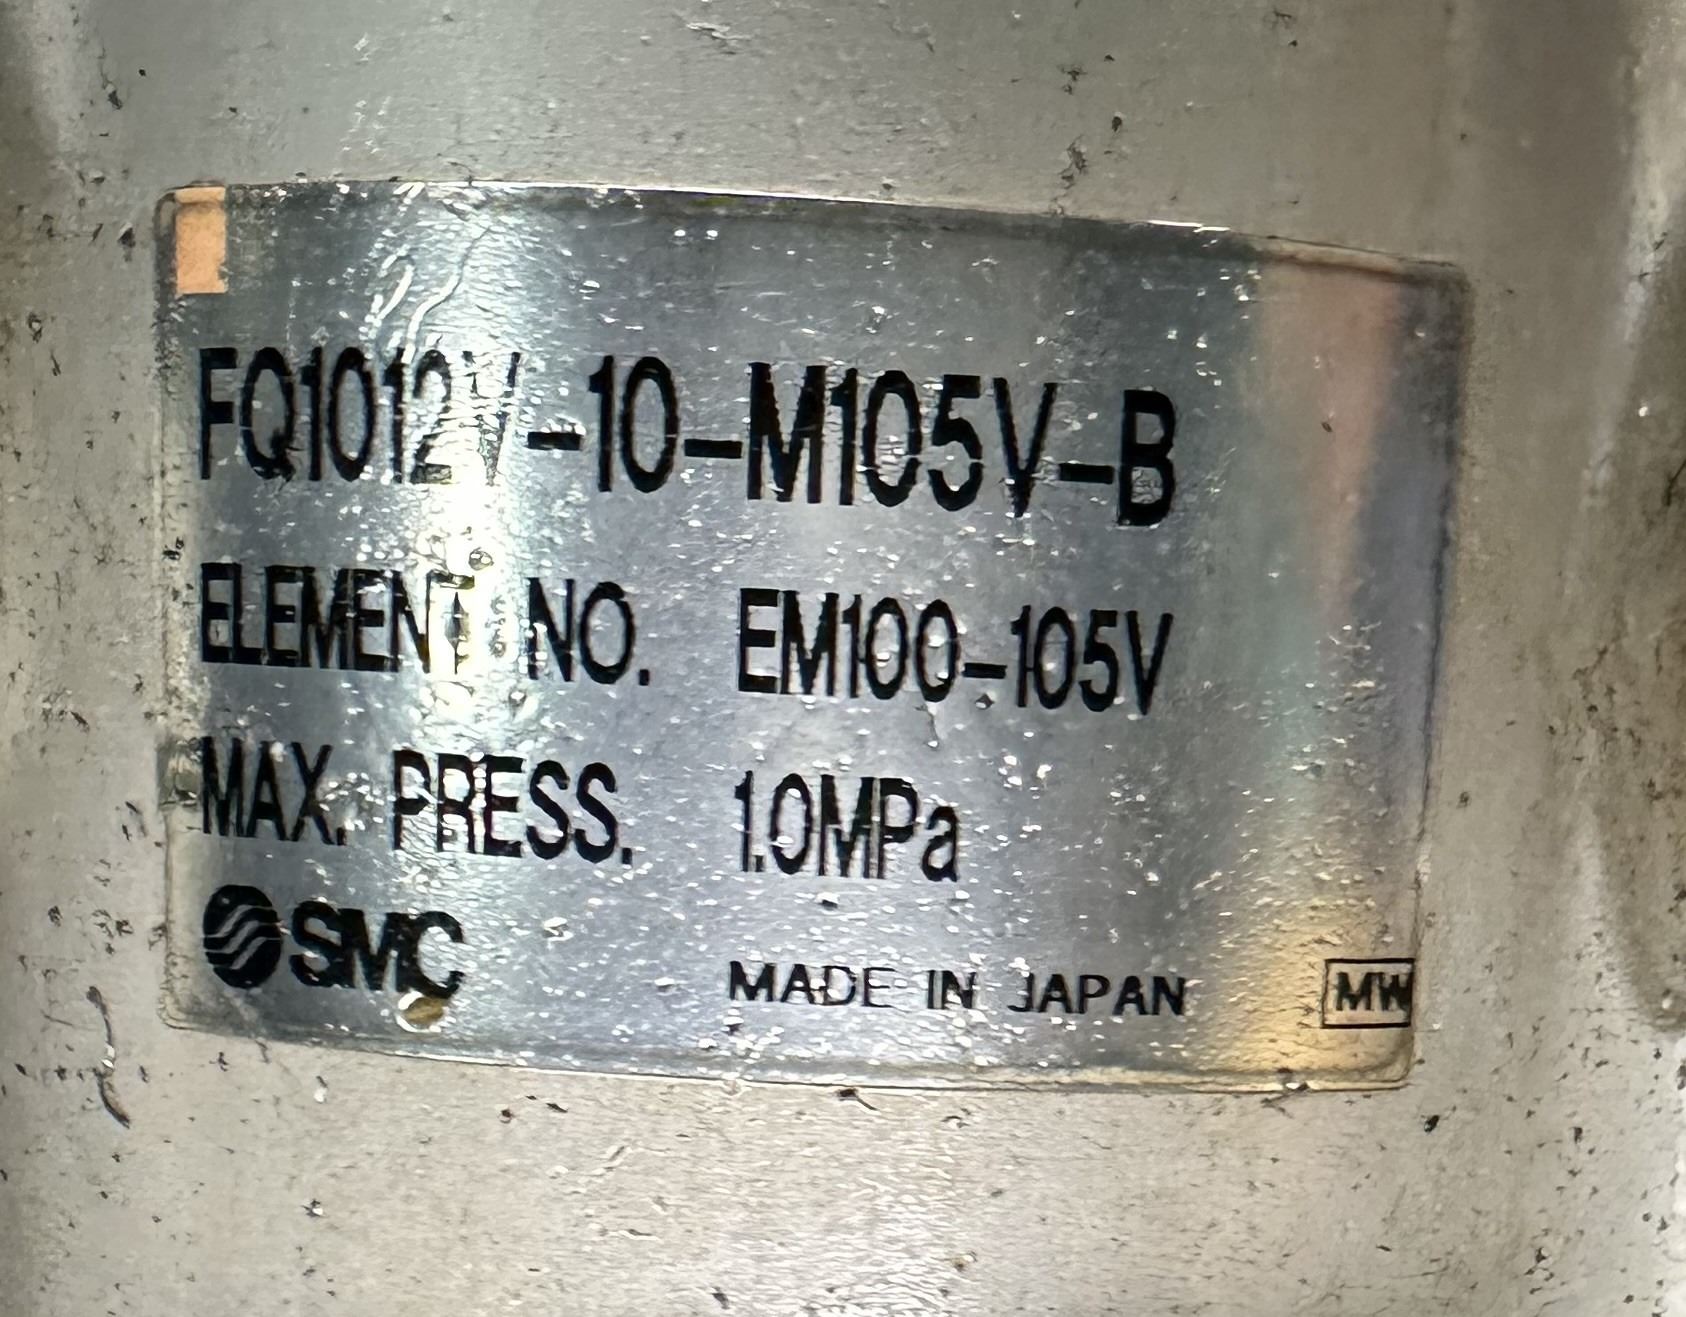 FQ1012V-10-M105V-B
ELEMENT NO. EM100-105V
MAX. PRESS. 1.0MPa
SMC MADE IN JAPAN MW